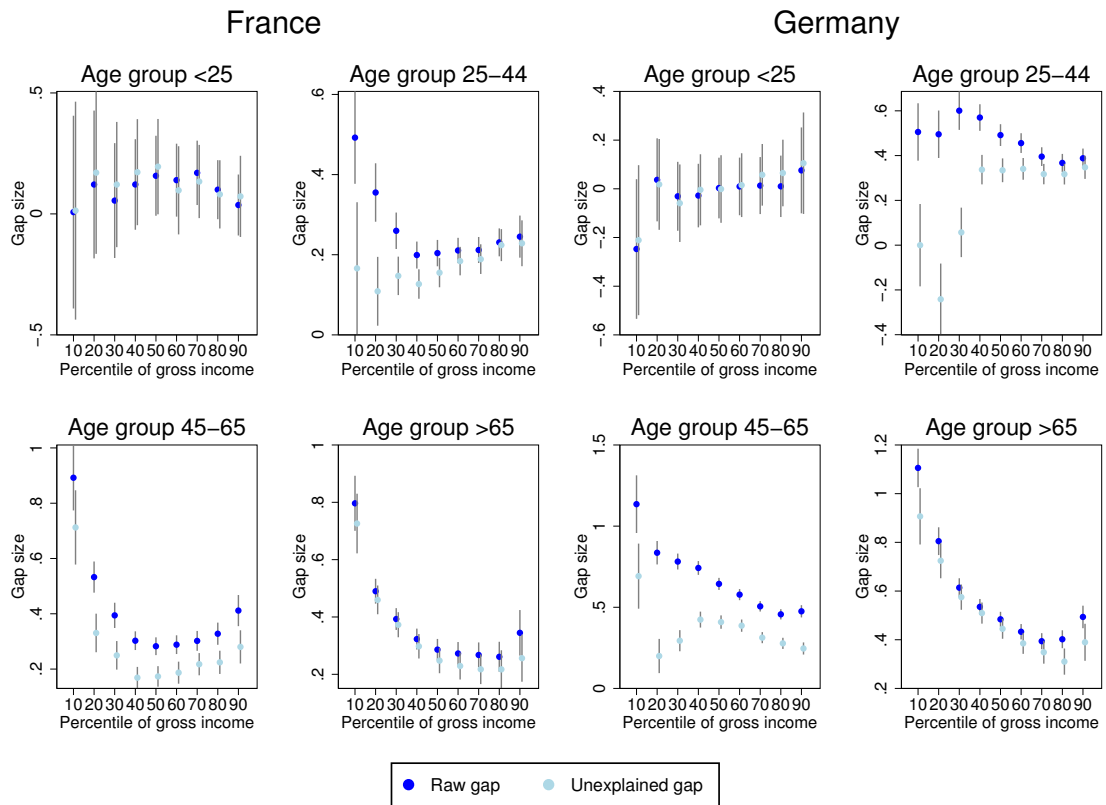 France
Germany
Age group <25
Gap size
.5
0
−.5
10 20 30 40 50 60 70 80 90
Percentile of gross income
Age group 25−44
Gap size
.6
.4
.2
0
10 20 30 40 50 60 70 80 90
Percentile of gross income
Age group <25
Gap size
.4
.2
0
−.2
−.4
−.6
10 20 30 40 50 60 70 80 90
Percentile of gross income
Age group 25−44
Gap size
.6
.4
.2
0
−.2
−.4
10 20 30 40 50 60 70 80 90
Percentile of gross income
Age group 45−65
Gap size
1
.8
.6
.4
.2
10 20 30 40 50 60 70 80 90
Percentile of gross income
Age group >65
Gap size
1
.8
.6
.4
.2
10 20 30 40 50 60 70 80 90
Percentile of gross income
Age group 45−65
Gap size
1.5
1
.5
0
10 20 30 40 50 60 70 80 90
Percentile of gross income
Age group >65
Gap size
1.2
1
.8
.6
.4
.2
10 20 30 40 50 60 70 80 90
Percentile of gross income
Raw gap
Unexplained gap